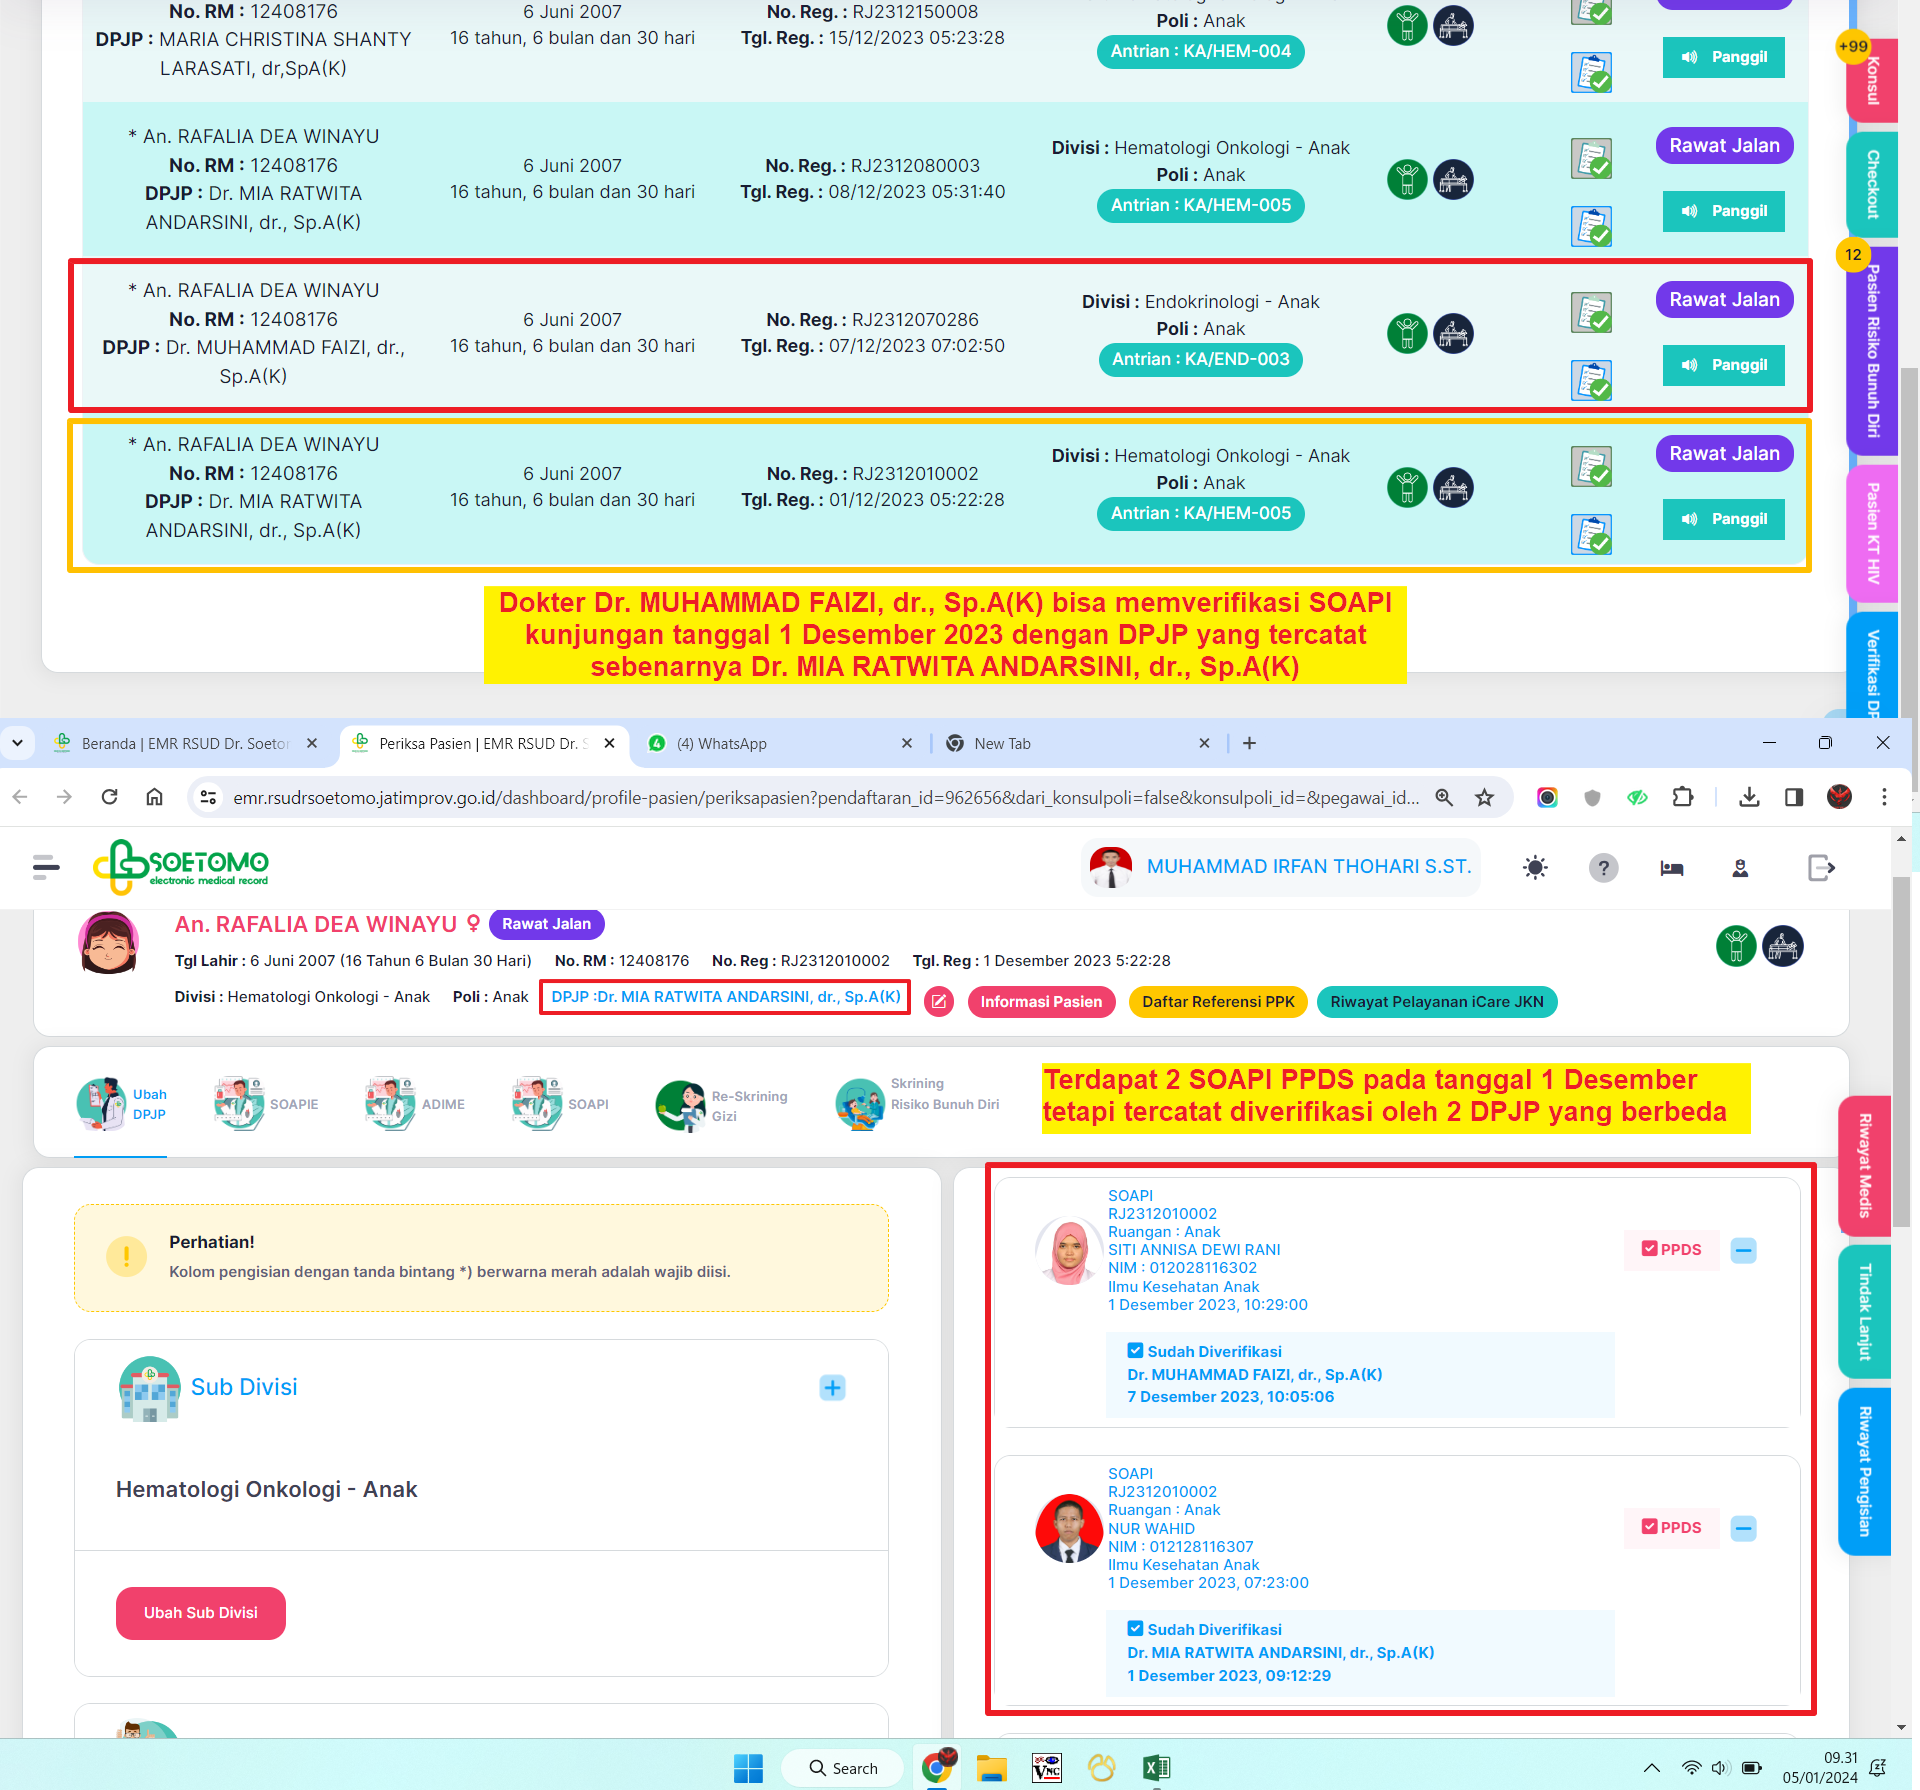 No. RM : 12408176
DPJP : MARIA CHRISTINA SHANTY
LARASATI, dr,SpA(K)
6 Juni 2007
16 tahun, 6 bulan dan 30 hari
No. Reg. : RJ2312150008
Tgl. Reg. : 15/12/2023 05:23:28
Poli : Anak
Antrian : KA/HEM-004
Panggil
* An. RAFALIA DEA WINAYU
No. RM : 12408176
DPJP : Dr. MIA RATWITA
ANDARSINI, dr., Sp.A(K)
6 Juni 2007
16 tahun, 6 bulan dan 30 hari
No. Reg. : RJ2312080003
Tgl. Reg. : 08/12/2023 05:31:40
Divisi : Hematologi Onkologi - Anak
Poli : Anak
Antrian : KA/HEM-005
Rawat Jalan
Panggil
* An. RAFALIA DEA WINAYU
No. RM : 12408176
DPJP : Dr. MUHAMMAD FAIZI, dr.,
Sp.A(K)
6 Juni 2007
16 tahun, 6 bulan dan 30 hari
No. Reg. : RJ2312070286
Tgl. Reg. : 07/12/2023 07:02:50
Divisi : Endokrinologi - Anak
Poli : Anak
Antrian : KA/END-003
Rawat Jalan
Panggil
* An. RAFALIA DEA WINAYU
No. RM : 12408176
DPJP : Dr. MIA RATWITA
ANDARSINI, dr., Sp.A(K)
6 Juni 2007
16 tahun, 6 bulan dan 30 hari
No. Reg. : RJ2312010002
Tgl. Reg. : 01/12/2023 05:22:28
Divisi : Hematologi Onkologi - Anak
Poli : Anak
Antrian : KA/HEM-005
Rawat Jalan
Panggil
+99
Konsul
Checkout
12
Pasien Risiko Bunuh Diri
Pasien KT HIV
Verifikasi DP
Dokter Dr. MUHAMMAD FAIZI, dr., Sp.A(K) bisa memverifikasi SOAPI
kunjungan tanggal 1 Desember 2023 dengan DPJP yang tercatat
sebenarnya Dr. MIA RATWITA ANDARSINI, dr., Sp.A(K)
Beranda | EMR RSUD Dr. Soetor
Periksa Pasien | EMR RSUD Dr. S
4
(4) WhatsApp
New Tab
emr.rsudrsoetomo.jatimprov.go.id/dashboard/profile-pasien/periksapasien?pendaftaran_id=962656&dari_konsulpoli=false&konsulpoli_id=&pegawai_id...
SOETOMO
electronic medical record
MUHAMMAD IRFAN THOHARI S.ST.
?
An. RAFALIA DEA WINAYU ♀ Rawat Jalan
Tgl Lahir : 6 Juni 2007 (16 Tahun 6 Bulan 30 Hari) No. RM : 12408176 No. Reg : RJ2312010002 Tgl. Reg : 1 Desember 2023 5:22:28
Divisi : Hematologi Onkologi - Anak Poli : Anak DPJP :Dr. MIA RATWITA ANDARSINI, dr., Sp.A(K) Informasi Pasien Daftar Referensi PPK Riwayat Pelayanan iCare JKN
Ubah
DPJP
SOAPIE
ADIME
SOAPI
Re-Skrining
Gizi
Skrining
Risiko Bunuh Diri
Terdapat 2 SOAPI PPDS pada tanggal 1 Desember
tetapi tercatat diverifikasi oleh 2 DPJP yang berbeda
Riwayat Medis
Tindak Lanjut
Riwayat Pengisian
Perhatian!
Kolom pengisian dengan tanda bintang *) berwarna merah adalah wajib diisi.
Sub Divisi
Hematologi Onkologi - Anak
Ubah Sub Divisi
SOAPI
RJ2312010002
Ruangan : Anak
SITI ANNISA DEWI RANI
NIM : 012028116302
Ilmu Kesehatan Anak
1 Desember 2023, 10:29:00
PPDS
Sudah Diverifikasi
Dr. MUHAMMAD FAIZI, dr., Sp.A(K)
7 Desember 2023, 10:05:06
SOAPI
RJ2312010002
Ruangan : Anak
NUR WAHID
NIM : 012128116307
Ilmu Kesehatan Anak
1 Desember 2023, 07:23:00
PPDS
Sudah Diverifikasi
Dr. MIA RATWITA ANDARSINI, dr., Sp.A(K)
1 Desember 2023, 09:12:29
Search
VNC
09.31
05/01/2024